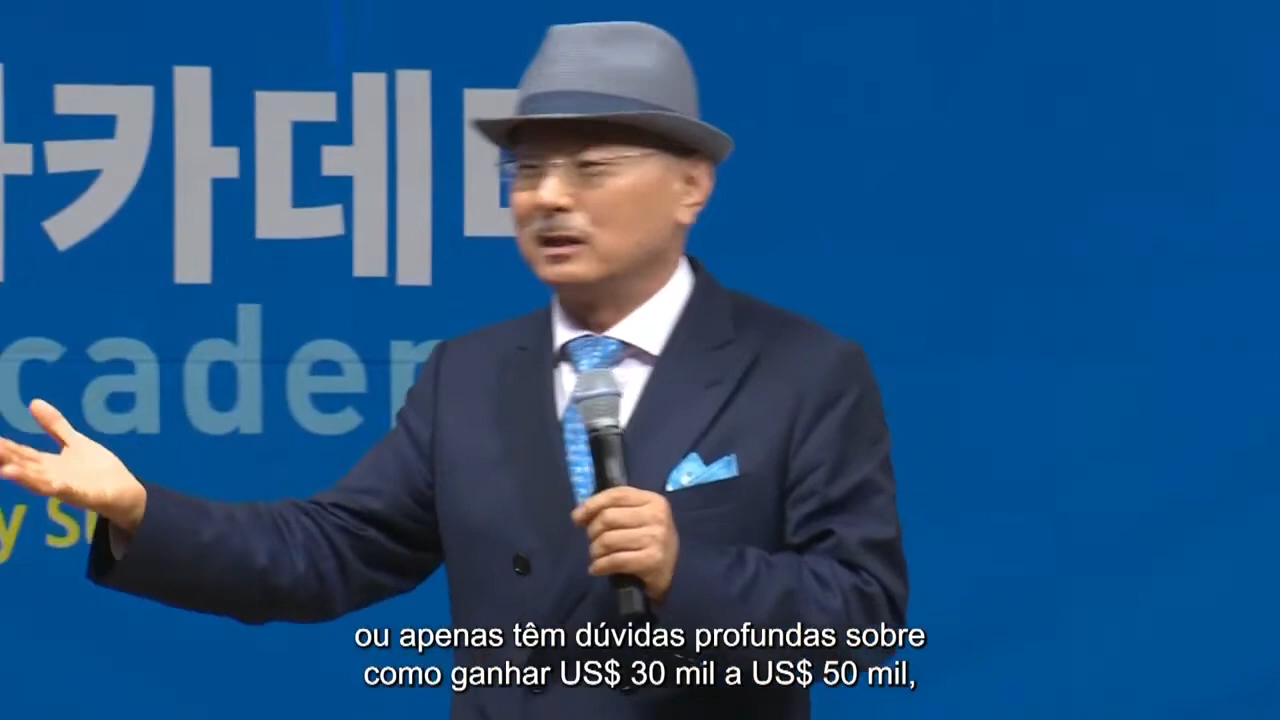 카데
cade
y S
ou apenas têm dúvidas profundas sobre
como ganhar US$ 30 mil a US$ 50 mil,